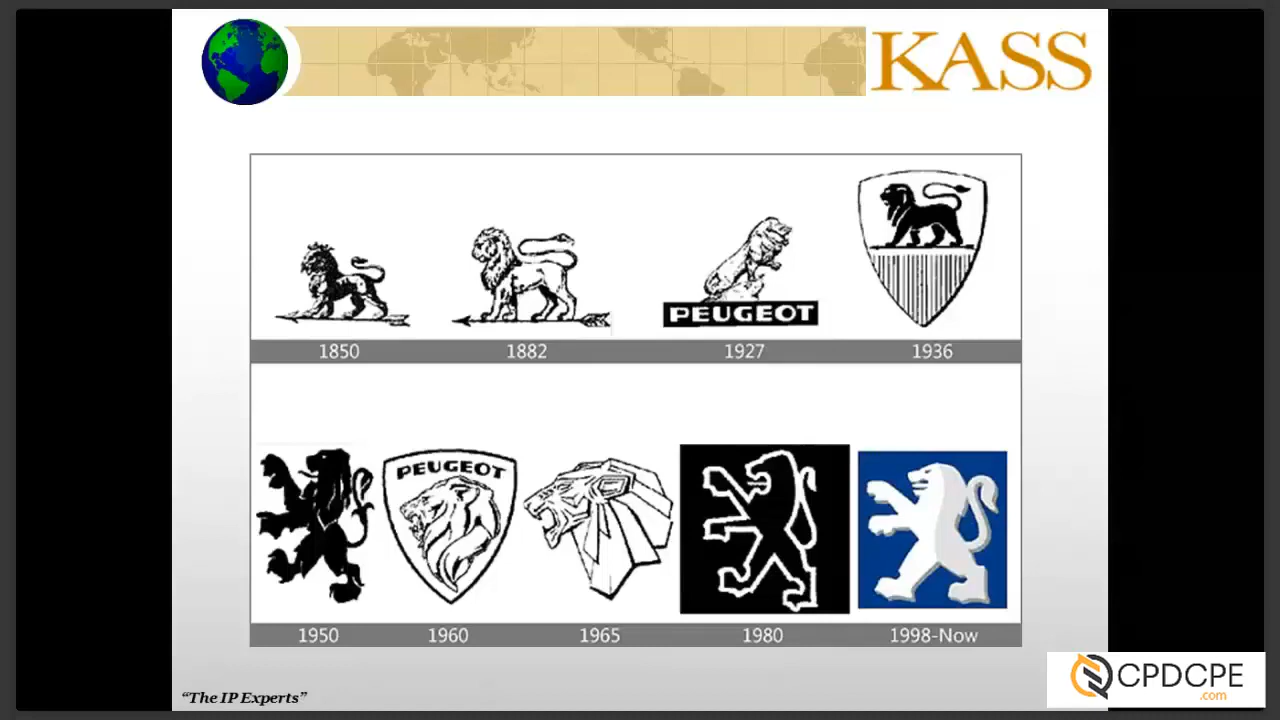 KASS
PEUGEOT
1850 1882 1927 1936
PEUGEOT
1950 1960 1965 1980 1998-Now
“The IP Experts”
CPDCPE
.com